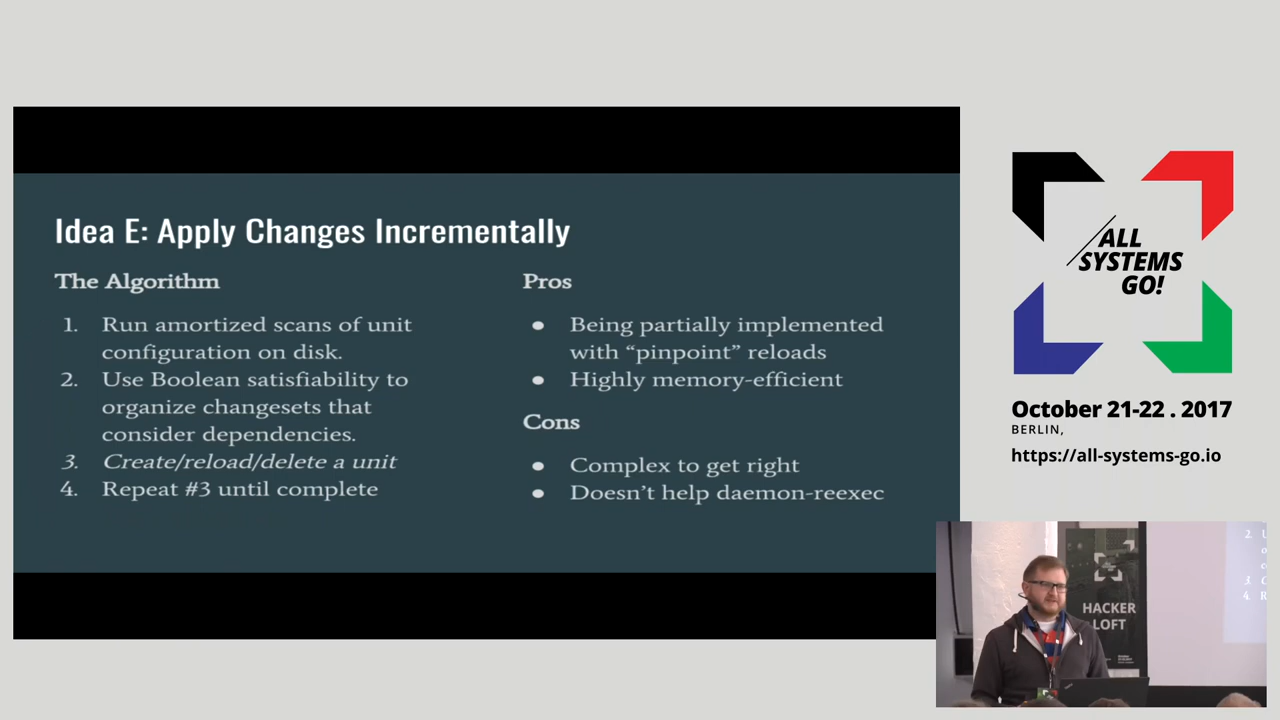 Idea E: Apply Changes Incrementally
The Algorithm
1. Run amortized scans of unit
configuration on disk.
2. Use Boolean satisfiability to
organize changesets that
consider dependencies.
3. Create/reload/delete a unit
4. Repeat #3 until complete
Pros
● Being partially implemented
with “pinpoint” reloads
● Highly memory-efficient
Cons
● Complex to get right
● Doesn’t help daemon-reexec
ALL
SYSTEMS
GO!
October 21-22 . 2017
BERLIN,
https://all-systems-go.io
HACKER
LOFT
2. U
o
c
3. C
4. R